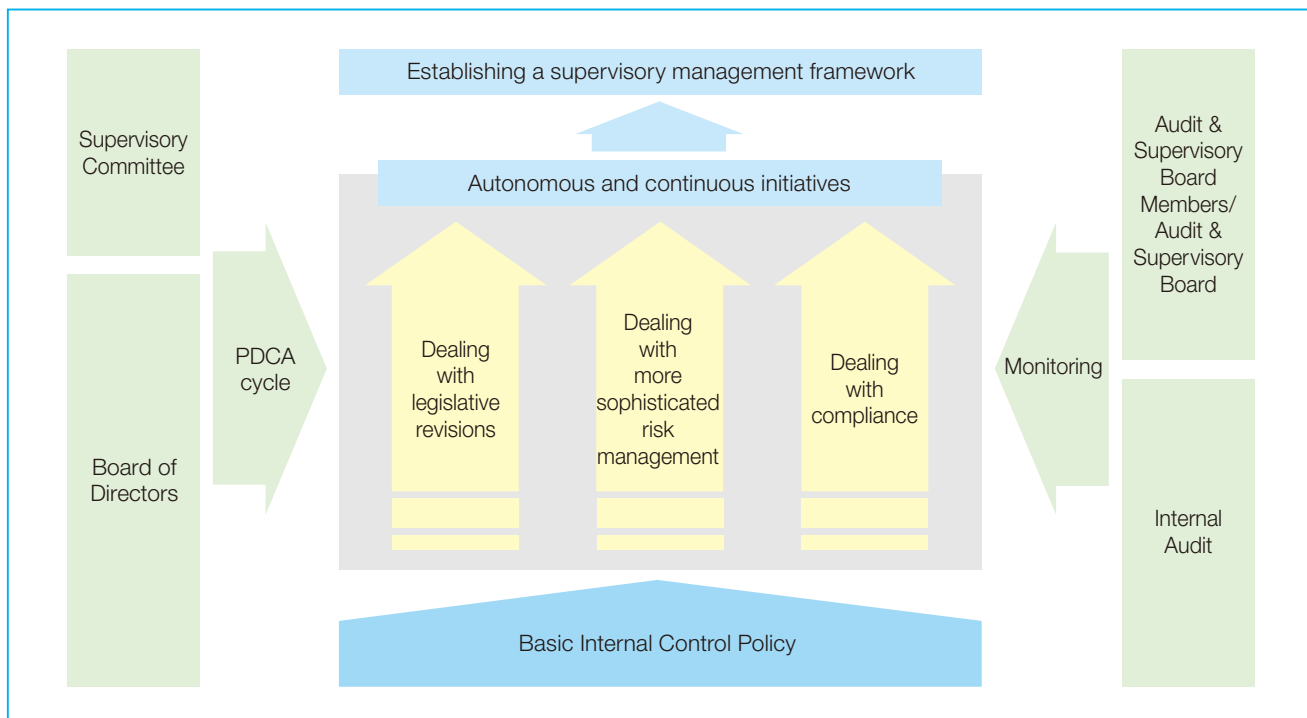 Supervisory
Committee
Board of
Directors
PDCA
cycle
Establishing a supervisory management framework
Autonomous and continuous initiatives
Dealing
with
legislative
revisions
Dealing
with
more
sophisticated
risk
management
Dealing
with
compliance
Basic Internal Control Policy
Monitoring
Audit &
Supervisory
Board
Members/
Audit &
Supervisory
Board
Internal
Audit